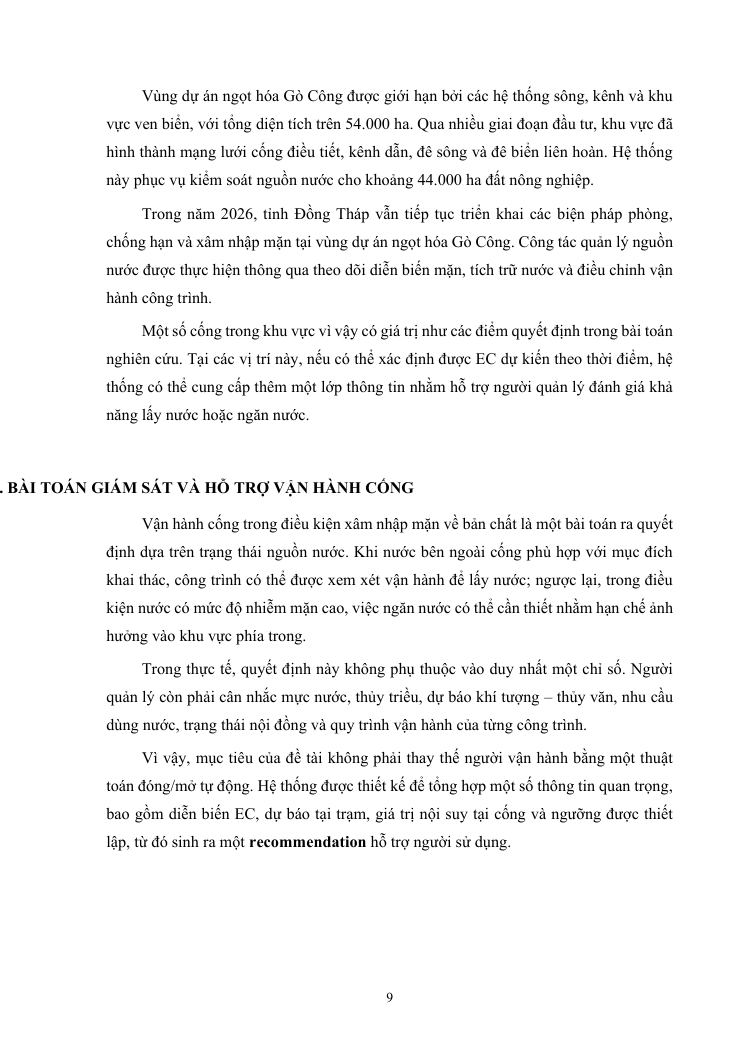 Vùng dự án ngọt hóa Gò Công được giới hạn bởi các hệ thống sông, kênh và khu
vực ven biển, với tổng diện tích trên 54.000 ha. Qua nhiều giai đoạn đầu tư, khu vực đã
hình thành mạng lưới cống điều tiết, kênh dẫn, đê sông và đê biển liên hoàn. Hệ thống
này phục vụ kiểm soát nguồn nước cho khoảng 44.000 ha đất nông nghiệp.
Trong năm 2026, tỉnh Đồng Tháp vẫn tiếp tục triển khai các biện pháp phòng,
chống hạn và xâm nhập mặn tại vùng dự án ngọt hóa Gò Công. Công tác quản lý nguồn
nước được thực hiện thông qua theo dõi diễn biến mặn, tích trữ nước và điều chỉnh vận
hành công trình.
Một số cống trong khu vực vì vậy có giá trị như các điểm quyết định trong bài toán
nghiên cứu. Tại các vị trí này, nếu có thể xác định được EC dự kiến theo thời điểm, hệ
thống có thể cung cấp thêm một lớp thông tin nhằm hỗ trợ người quản lý đánh giá khả
năng lấy nước hoặc ngăn nước.
. BÀI TOÁN GIÁM SÁT VÀ HỖ TRỢ VẬN HÀNH CỐNG
Vận hành cống trong điều kiện xâm nhập mặn về bản chất là một bài toán ra quyết
định dựa trên trạng thái nguồn nước. Khi nước bên ngoài cống phù hợp với mục đích
khai thác, công trình có thể được xem xét vận hành để lấy nước; ngược lại, trong điều
kiện nước có mức độ nhiễm mặn cao, việc ngăn nước có thể cần thiết nhằm hạn chế ảnh
hưởng vào khu vực phía trong.
Trong thực tế, quyết định này không phụ thuộc vào duy nhất một chỉ số. Người
quản lý còn phải cân nhắc mực nước, thủy triều, dự báo khí tượng – thủy văn, nhu cầu
dùng nước, trạng thái nội đồng và quy trình vận hành của từng công trình.
Vì vậy, mục tiêu của đề tài không phải thay thế người vận hành bằng một thuật
toán đóng/mở tự động. Hệ thống được thiết kế để tổng hợp một số thông tin quan trọng,
bao gồm diễn biến EC, dự báo tại trạm, giá trị nội suy tại cống và ngưỡng được thiết
lập, từ đó sinh ra một recommendation hỗ trợ người sử dụng.
9